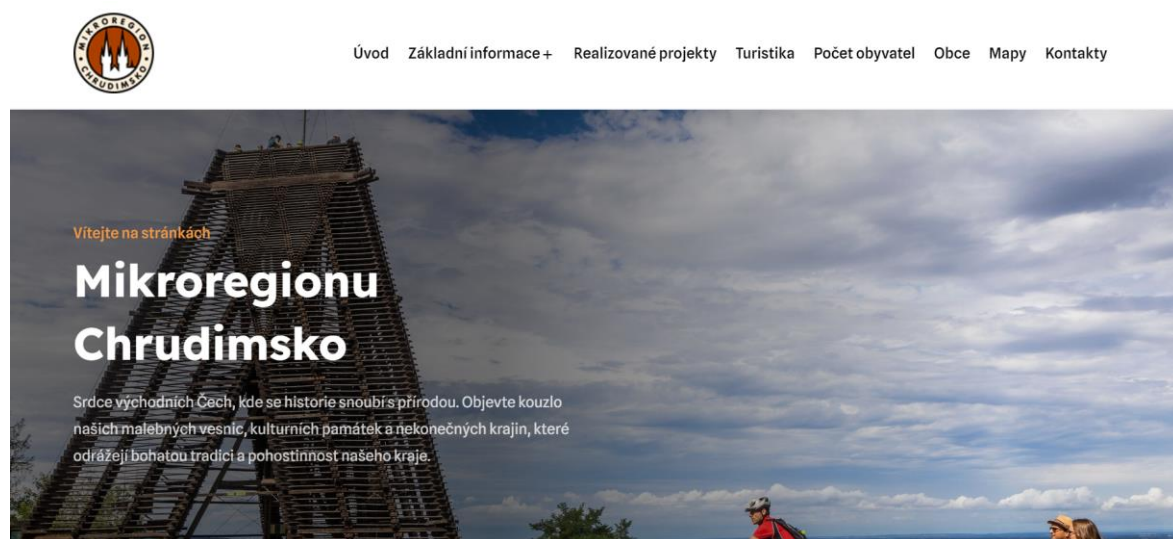 MIKROREGION
CHRUDIMSKO
Úvod Základní informace + Realizované projekty Turistika Počet obyvatel Obce Mapy Kontakty
Vítejte na stránkách
Mikroregionu
Chrudimsko
Srdce východních Čech, kde se historie snoubí s přírodou. Objevte kouzlo
našich malebných vesnic, kulturních památek a nekonečných krajin, které
odrážejí bohatou tradici a pohostinnost našeho kraje.